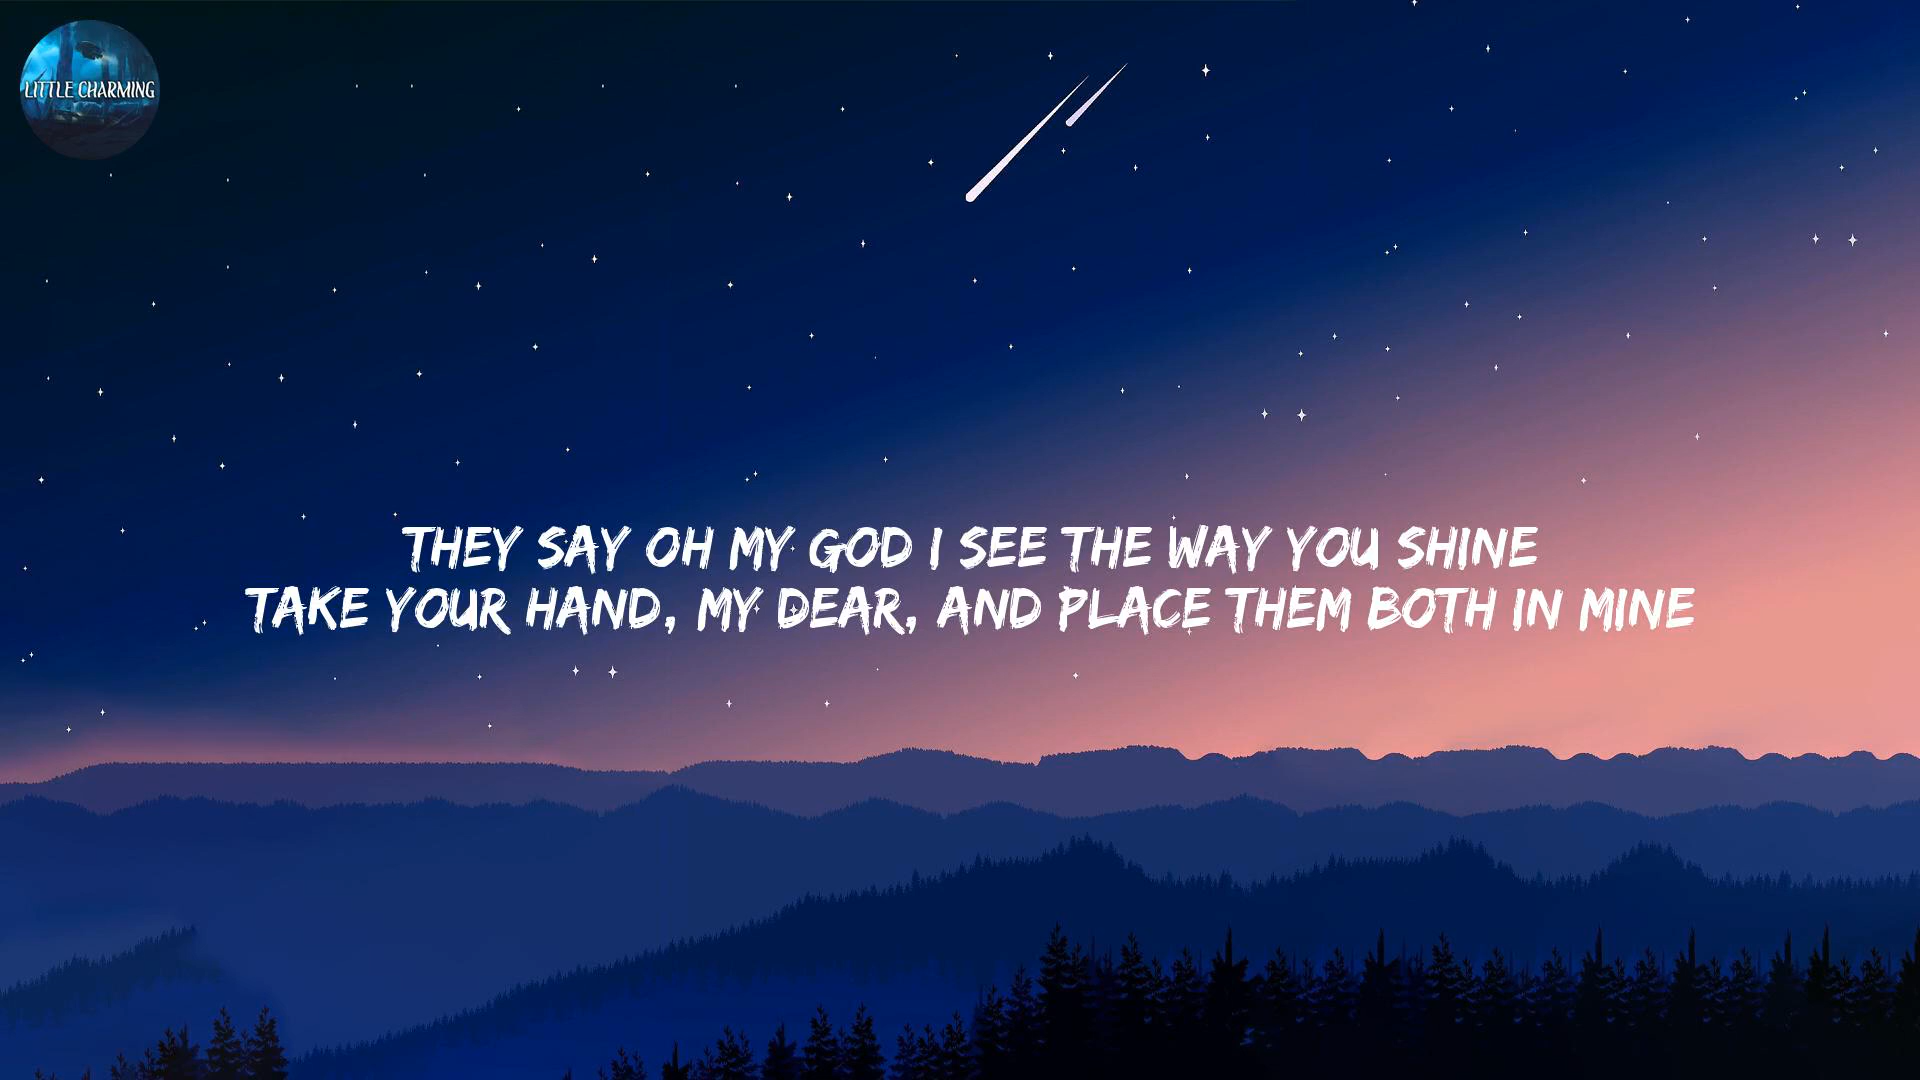 LITTLE CHARMING
THEY SAY OH MY GOD I SEE THE WAY YOU SHINE
TAKE YOUR HAND, MY DEAR, AND PLACE THEM BOTH IN MINE